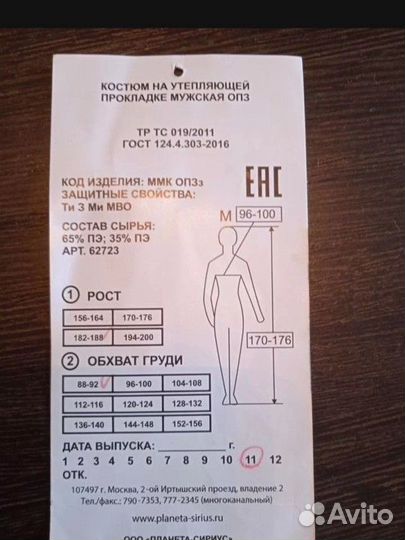 КОСТЮМ НА УТЕПЛЯЮЩЕЙ
ПРОКЛАДКЕ МУЖСКАЯ ОПЗ
ТР ТС 019/2011
ГОСТ 124.4.303-2016
КОД ИЗДЕЛИЯ: ММК ОПЗз
ЗАЩИТНЫЕ СВОЙСТВА:
Ти З Ми МВО
EAC
СОСТАВ СЫРЬЯ:
65% ПЭ; 35% ПЭ
АРТ. 62723
М 96-100
170-176
1 РОСТ
156-164 170-176
182-188 194-200
2 ОБХВАТ ГРУДИ
88-92 96-100 104-108
112-116 120-124 128-132
136-140 144-148 152-156
ДАТА ВЫПУСКА: ________ г.
1 2 3 4 5 6 7 8 9 10 11 12
ОТК.
107497 г. Москва, 2-ой Иртышский проезд, владение 2
Тел./факс.: 790-7353, 777-2345 (многоканальный)
www.planeta-sirius.ru
ООО «ПЛАНЕТА-СИРИУС»
Avito